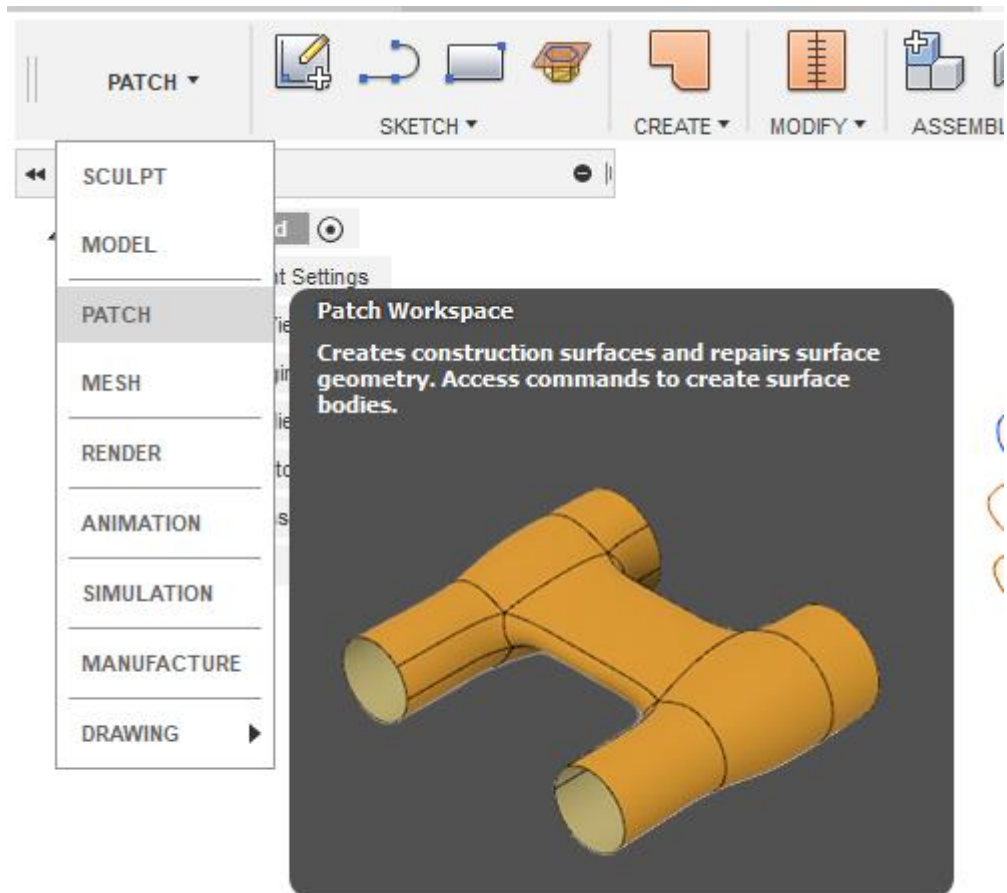 PATCH
SKETCH
CREATE
MODIFY
SCULPT
MODEL
PATCH
MESH
RENDER
ANIMATION
SIMULATION
MANUFACTURE
DRAWING
Settings
Patch Workspace
Creates construction surfaces and repairs surface
geometry. Access commands to create surface
bodies.